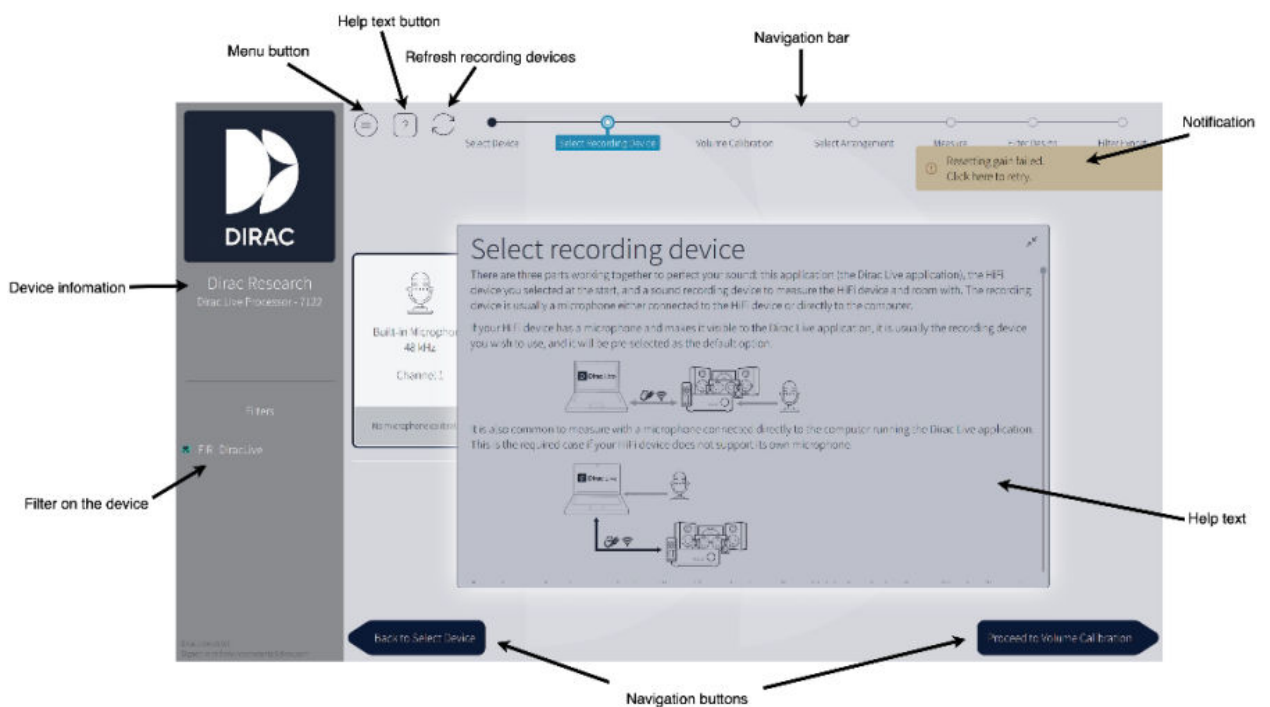 Help text button
Menu button
Refresh recording devices
Navigation bar
Notification
Select Device
Select Recording Device
Volume Calibration
Select Arrangement
Measure
Filter Design
Filter Export
Resetting gain failed.
Click here to retry.
DIRAC
Device infomation
Dirac Research
Dirac Live Processor - 7122
Filters
FIR DiracLive
Filter on the device
Built-in Microphon
48 kHz
Channel 1
No microphone
Select recording device
There are three parts working together to perfect your sound; this application (the Dirac Live application), the HiFi
device you selected at the start, and a sound recording device to measure the HiFi device and room with. The recording
device is usually a microphone either connected to the HiFi device or directly to the computer.
If your HiFi device has a microphone and makes it visible to the Dirac Live application, it is usually the recording device
you wish to use, and it will be pre-selected as the default option.
Dirac Live
It is also common to measure with a microphone connected directly to the computer running the Dirac Live application.
This is the required case if your HiFi device does not support its own microphone.
Dirac Live
Help text
Back to Select Device
Proceed to Volume Calibration
Navigation buttons